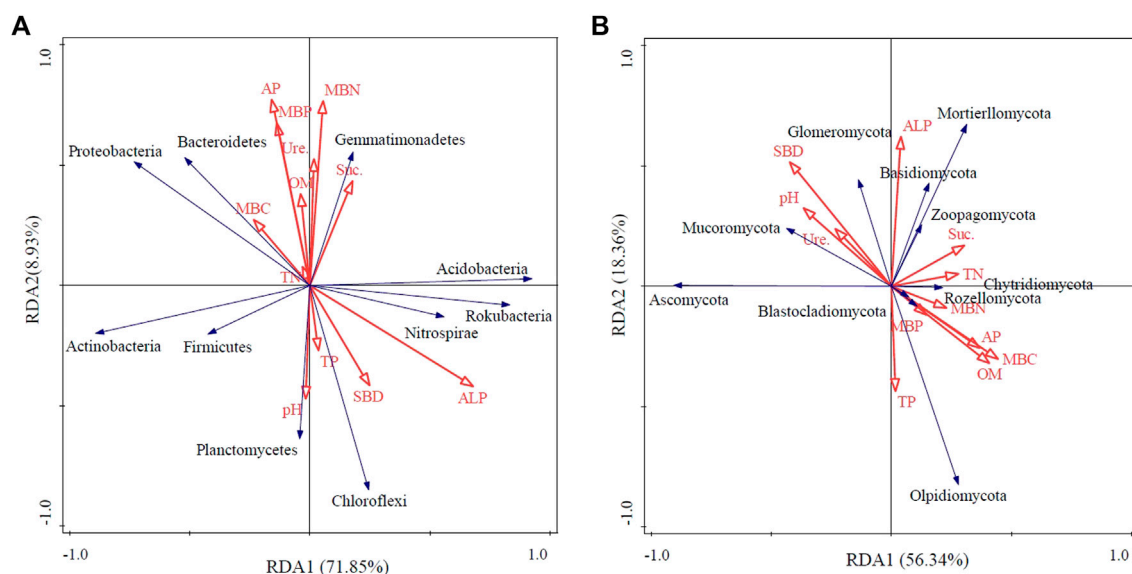 A
1.0
AP
MBN
MBP
Gemmatimonadetes
Bacteroidetes
Proteobacteria
Ure.
Suc.
OM
MBC
TN
Acidobacteria
Rokubacteria
Nitrospirae
Actinobacteria
Firmicutes
TP
SBD
ALP
pH
Planctomycetes
Chloroflexi
RDA2(8.93%)
-1.0
-1.0
1.0
RDA1 (71.85%)
B
1.0
Mortierllomycota
Glomeromycota
ALP
SBD
Basidiomycota
pH
Zoopagomycota
Mucoromycota
Ure.
Suc.
TN
Chytridiomycota
Ascomycota
Rozellomycota
Blastocladiomycota
MBN
MBP
AP
MBC
OM
TP
Olpidiomycota
RDA2 (18.36%)
-1.0
-1.0
1.0
RDA1 (56.34%)